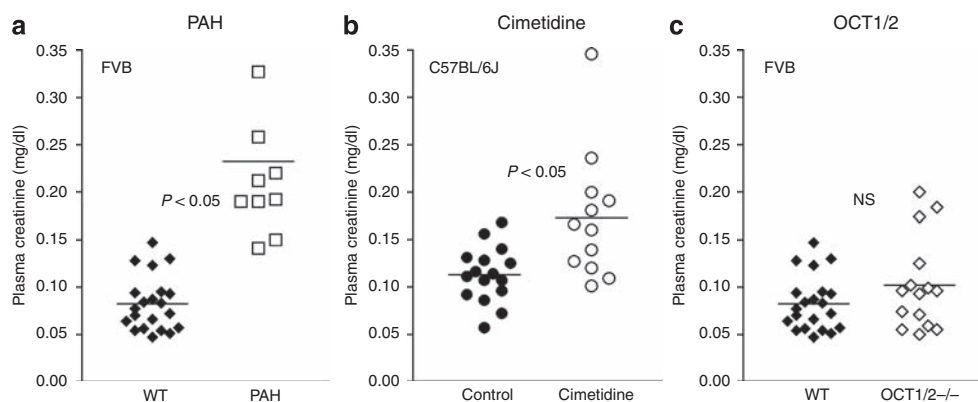 a
PAH
Plasma creatinine (mg/dl)
0.35
0.30
0.25
0.20
0.15
0.10
0.05
0.00
FVB
P < 0.05
WT
PAH
b
Cimetidine
Plasma creatinine (mg/dl)
0.35
0.30
0.25
0.20
0.15
0.10
0.05
0.00
C57BL/6J
P < 0.05
Control
Cimetidine
c
OCT1/2
Plasma creatinine (mg/dl)
0.35
0.30
0.25
0.20
0.15
0.10
0.05
0.00
FVB
NS
WT
OCT1/2–/–